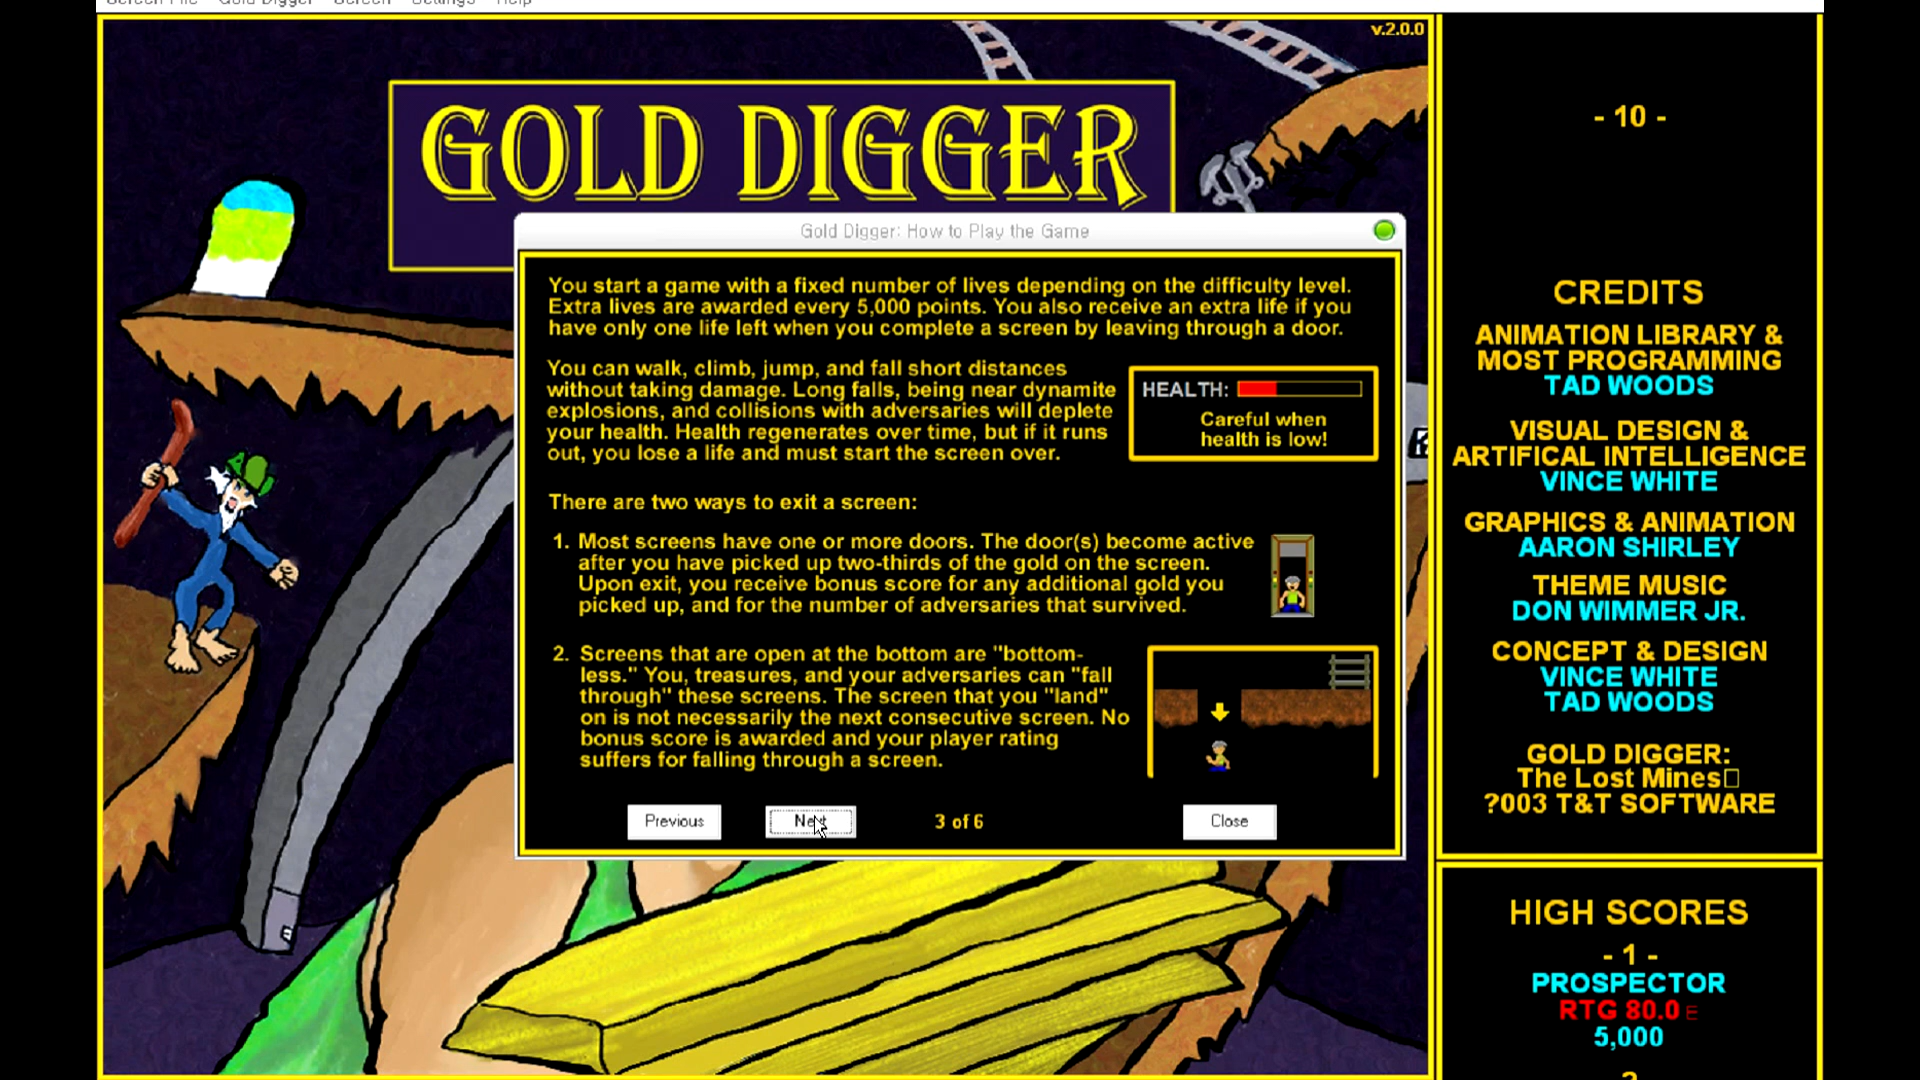 Screen File Gold Digger Screen Settings Help
v.2.0.0
GOLD DIGGER
Gold Digger: How to Play the Game
You start a game with a fixed number of lives depending on the difficulty level.
Extra lives are awarded every 5,000 points. You also receive an extra life if you
have only one life left when you complete a screen by leaving through a door.
You can walk, climb, jump, and fall short distances
without taking damage. Long falls, being near dynamite
explosions, and collisions with adversaries will deplete
your health. Health regenerates over time, but if it runs
out, you lose a life and must start the screen over.
HEALTH:
Careful when
health is low!
There are two ways to exit a screen:
1. Most screens have one or more doors. The door(s) become active
after you have picked up two-thirds of the gold on the screen.
Upon exit, you receive bonus score for any additional gold you
picked up, and for the number of adversaries that survived.
2. Screens that are open at the bottom are "bottom-
less." You, treasures, and your adversaries can "fall
through" these screens. The screen that you "land"
on is not necessarily the next consecutive screen. No
bonus score is awarded and your player rating
suffers for falling through a screen.
Previous
Next
3 of 6
Close
- 10 -
CREDITS
ANIMATION LIBRARY &
MOST PROGRAMMING
TAD WOODS
VISUAL DESIGN &
ARTIFICAL INTELLIGENCE
VINCE WHITE
GRAPHICS & ANIMATION
AARON SHIRLEY
THEME MUSIC
DON WIMMER JR.
CONCEPT & DESIGN
VINCE WHITE
TAD WOODS
GOLD DIGGER:
The Lost Mines
?003 T&T SOFTWARE
HIGH SCORES
- 1 -
PROSPECTOR
RTG 80.0 E
5,000